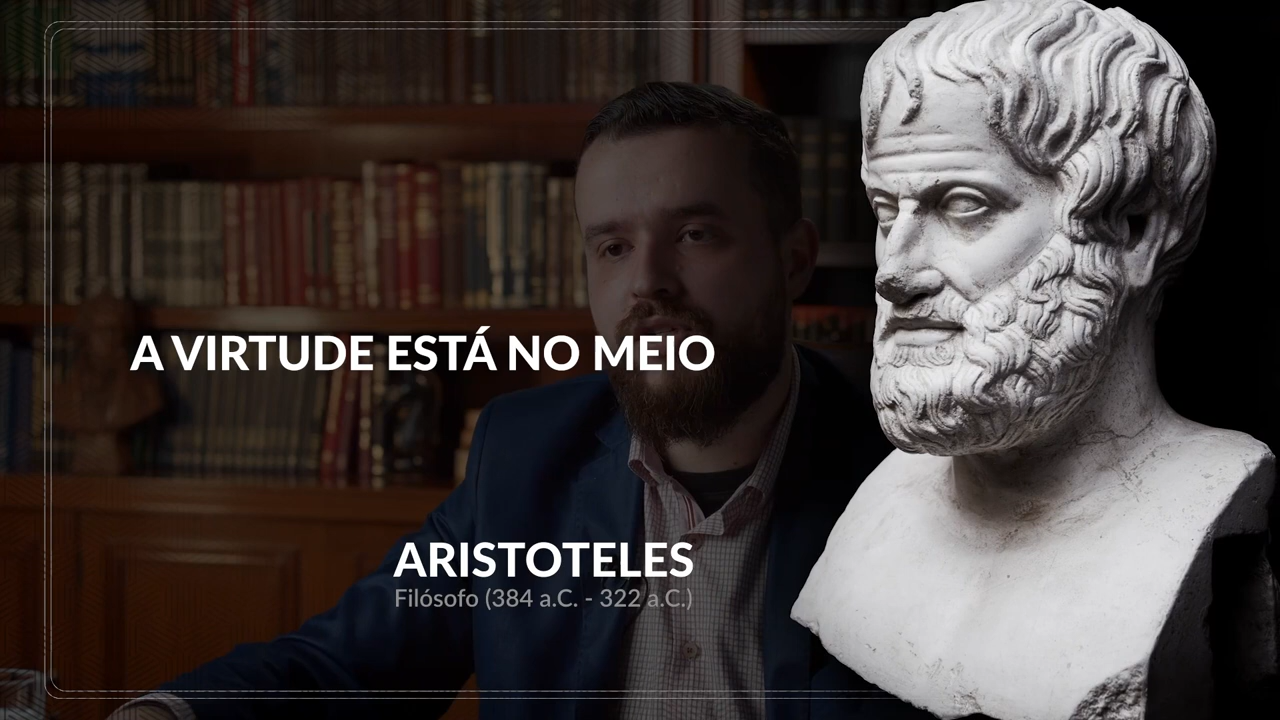 A VIRTUDE ESTÁ NO MEIO
ARISTOTELES
Filósofo (384 a.C. - 322 a.C.)